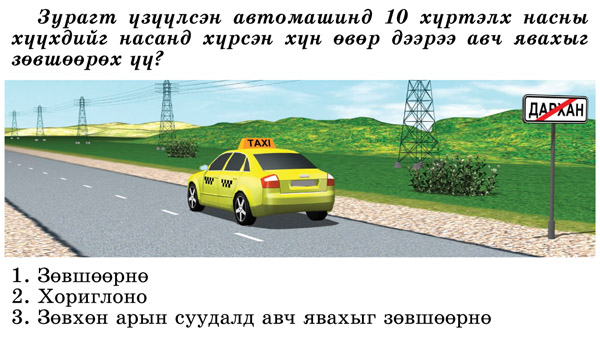 Зурагт үзүүлсэн автомашинд 10 хүртэлх насны
хүүхдийг насанд хүрсэн хүн өвөр дээрээ авч явахыг
зөвшөөрөх үү?
TAXI
ДАРХАН
1. Зөвшөөрнө
2. Хориглоно
3. Зөвхөн арын суудалд авч явахыг зөвшөөрнө